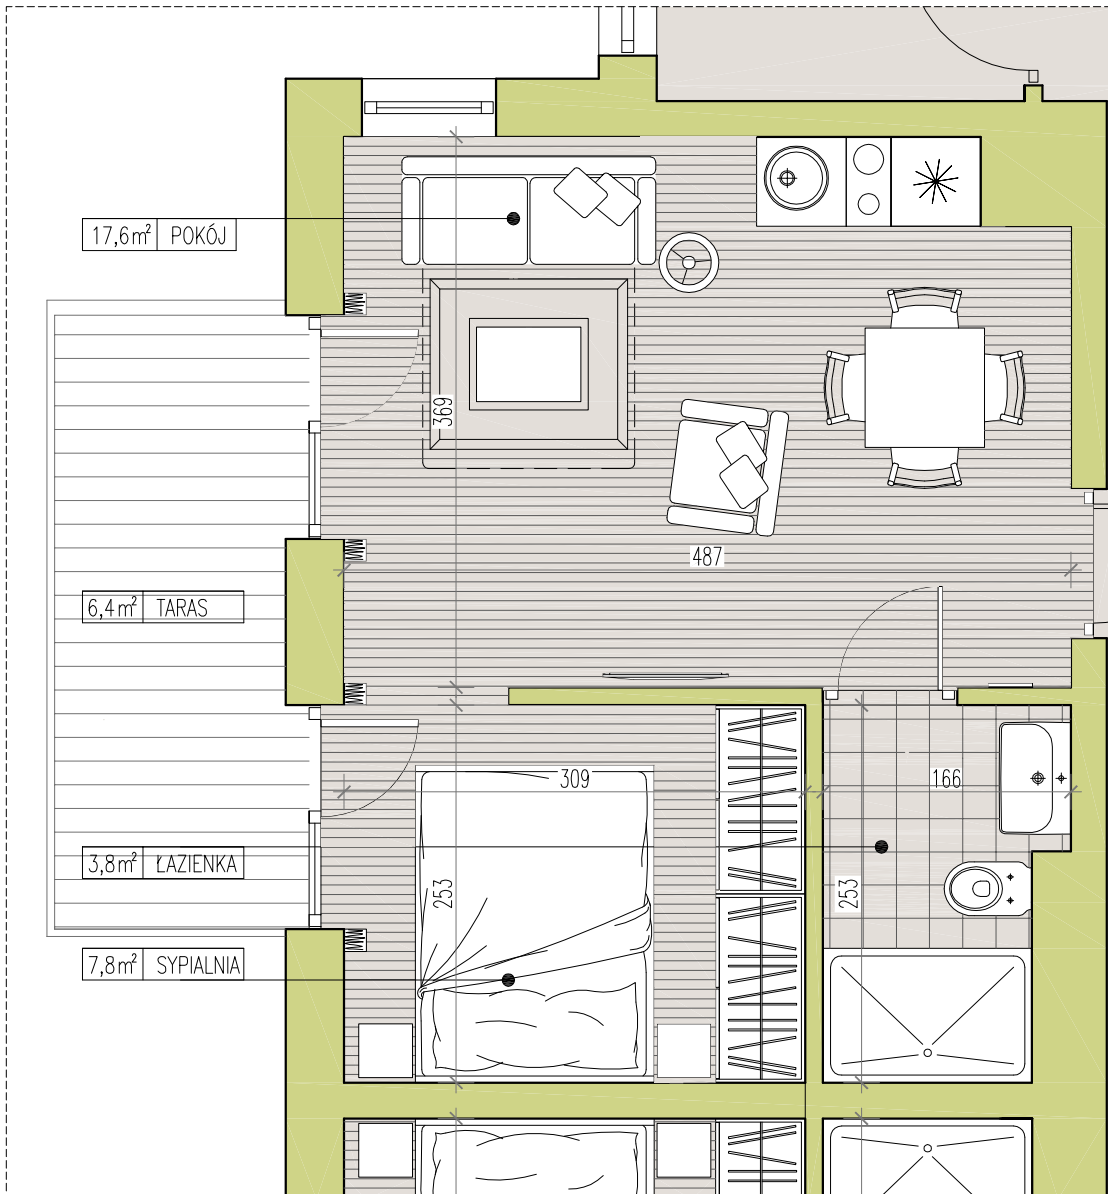 17,6m² POKÓJ
369
487
6,4m² TARAS
309
166
3,8m² ŁAZIENKA
253
253
7,8m² SYPIALNIA